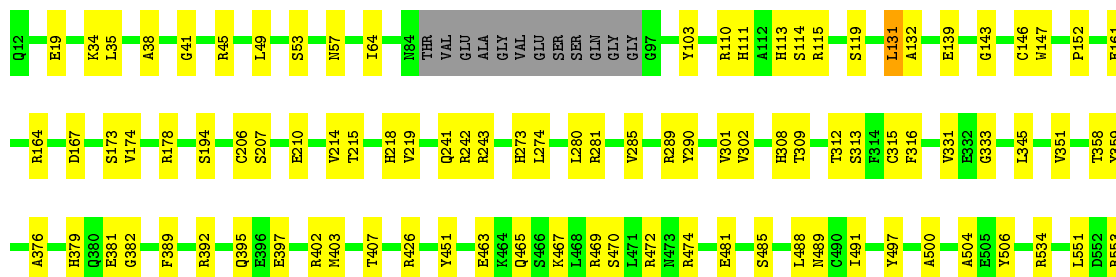 Q12 E19 K34 L35 A38 G41 R45 L49 S53 N57 I64 N84 THR VAL GLU ALA GLY VAL GLU SER SER GLN GLY GLY G97 Y103 R110 H111 A112 H113 S114 R115 S119 L131 A132 E139 G143 C146 W147 P152
R164 D167 S173 V174 R178 S194 C206 S207 E210 V214 T215 H218 V219 Q241 R242 R243 H273 L274 L280 R281 V285 R289 Y290 V301 V302 H308 T309 T312 S313 F314 C315 F316 V331 E332 G333 L345 V351 T358
A376 H379 Q380 E381 G382 F389 R392 Q395 E396 E397 R402 M403 T407 R426 Y451 E463 K464 Q465 S466 K467 L468 R469 S470 L471 R472 N473 R474 E481 S485 L488 N489 C490 I491 Y497 A500 A504 E505 Y506 R534 L551 D552